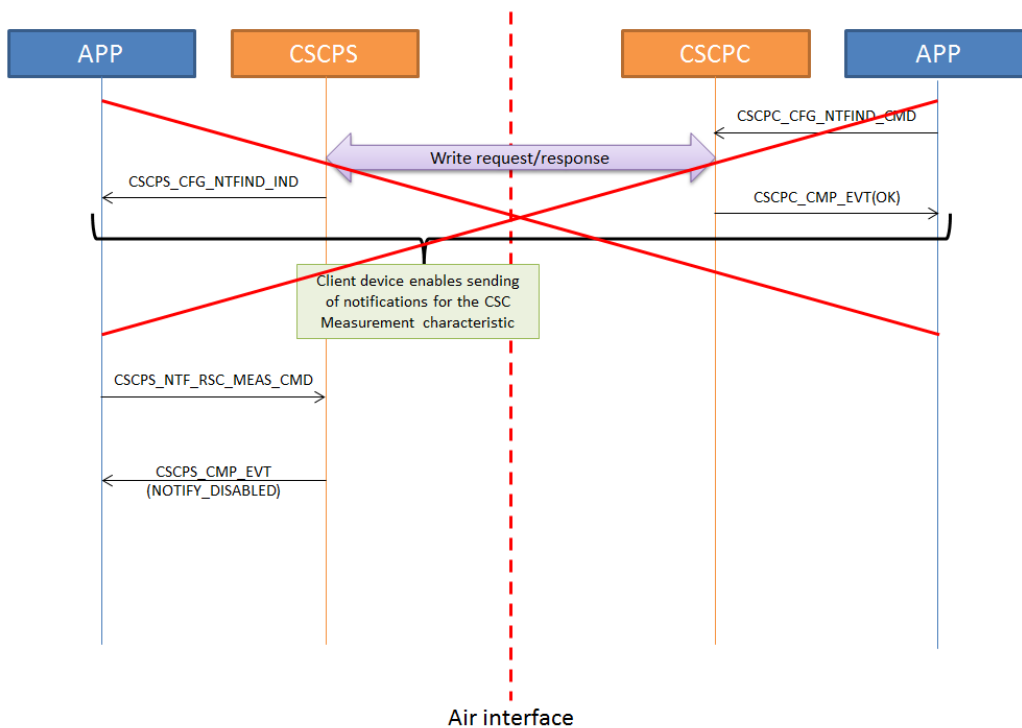 APP
CSCPS
CSCPC
APP
CSCPC_CFG_NTFIND_CMD
Write request/response
CSCPS_CFG_NTFIND_IND
CSCPC_CMP_EVT(OK)
Client device enables sending
of notifications for the CSC
Measurement characteristic
CSCPS_NTF_RSC_MEAS_CMD
CSCPS_CMP_EVT
(NOTIFY_DISABLED)
Air interface